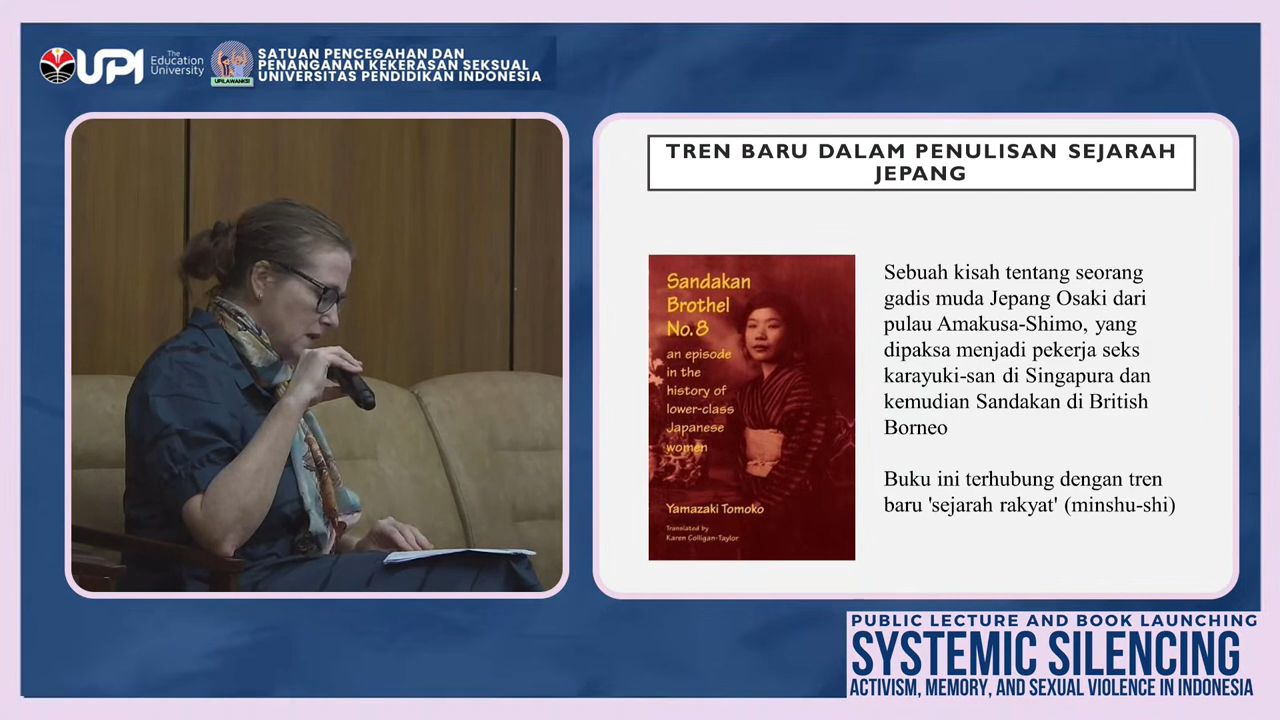 UPI
The
Education
University
UPILAWANKS
SATUAN PENCEGAHAN DAN
PENANGANAN KEKERASAN SEKSUAL
UNIVERSITAS PENDIDIKAN INDONESIA
TREN BARU DALAM PENULISAN SEJARAH
JEPANG
Sandakan
Brothel
No.8
an episode
in the
history of
lower-class
Japanese
women
Yamazaki Tomoko
Translated by
Karen Colligan-Taylor
Sebuah kisah tentang seorang
gadis muda Jepang Osaki dari
pulau Amakusa-Shimo, yang
dipaksa menjadi pekerja seks
karayuki-san di Singapura dan
kemudian Sandakan di British
Borneo
Buku ini terhubung dengan tren
baru 'sejarah rakyat' (minshu-shi)
PUBLIC LECTURE AND BOOK LAUNCHING
SYSTEMIC SILENCING
ACTIVISM, MEMORY, AND SEXUAL VIOLENCE IN INDONESIA